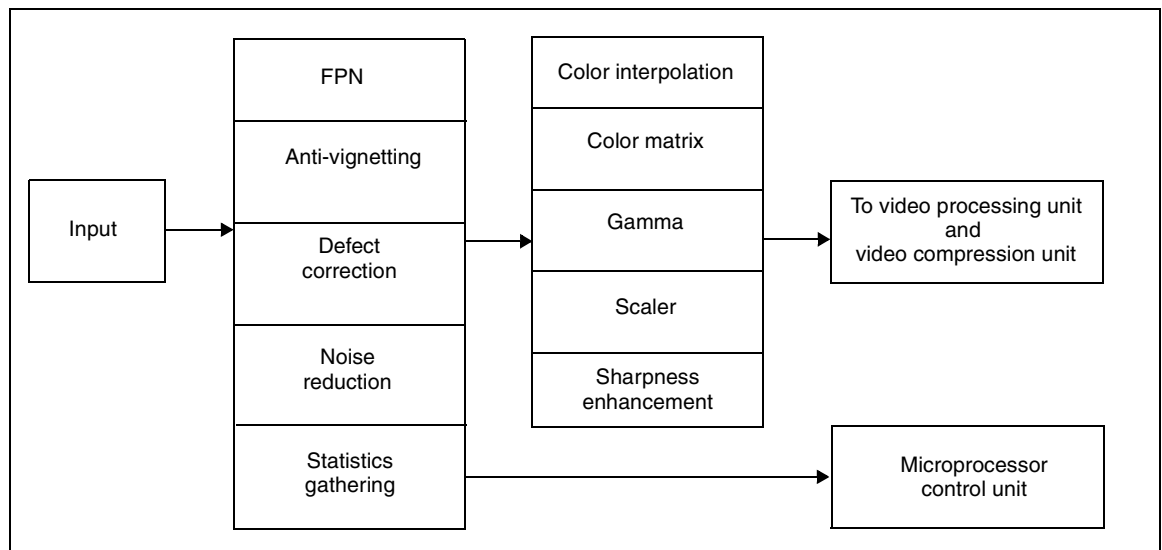 Input
FPN
Anti-vignetting
Defect
correction
Noise
reduction
Statistics
gathering
Color interpolation
Color matrix
Gamma
Scaler
Sharpness
enhancement
To video processing unit
and
video compression unit
Microprocessor
control unit